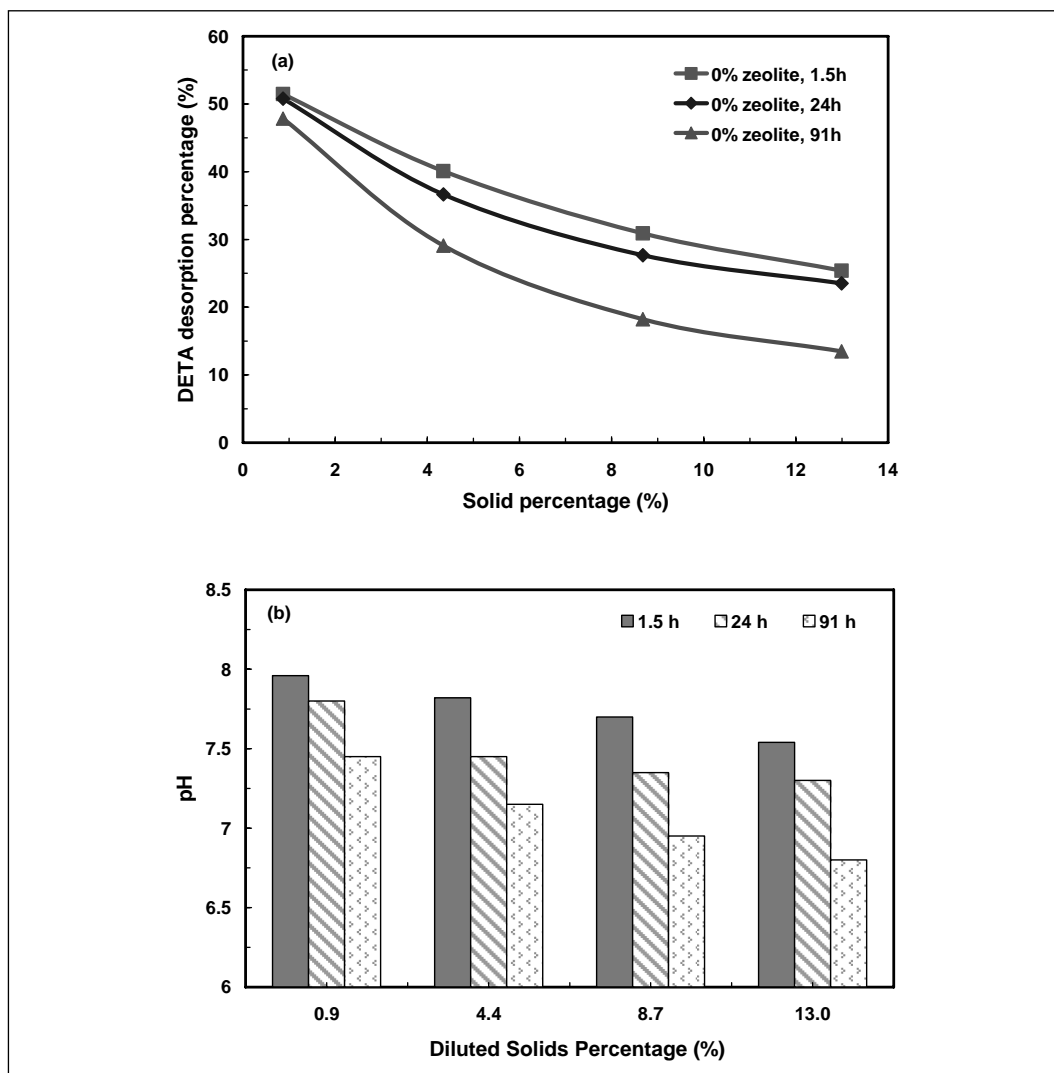 60
(a)
0% zeolite, 1.5h
50
0% zeolite, 24h
0% zeolite, 91h
40
30
20
10
0
DETA desorption percentage (%)
0 2 4 6 8 10 12 14
Solid percentage (%)
8.5
(b)
1.5 h 24 h 91 h
8
7.5
7
6.5
6
pH
0.9 4.4 8.7 13.0
Diluted Solids Percentage (%)